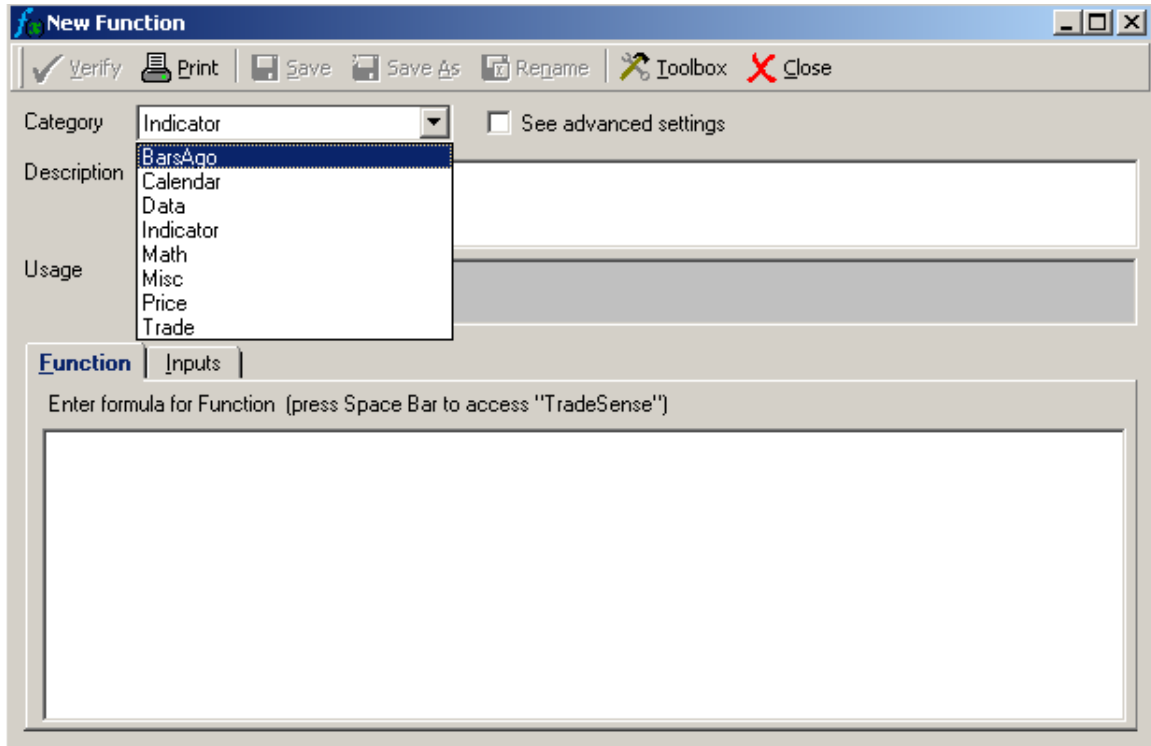 New Function
Verify Print Save Save As Rename Toolbox Close
Category Indicator See advanced settings
BarsAgo
Description
Calendar
Data
Indicator
Math
Usage
Misc
Price
Trade
Function Inputs
Enter formula for Function (press Space Bar to access "TradeSense")